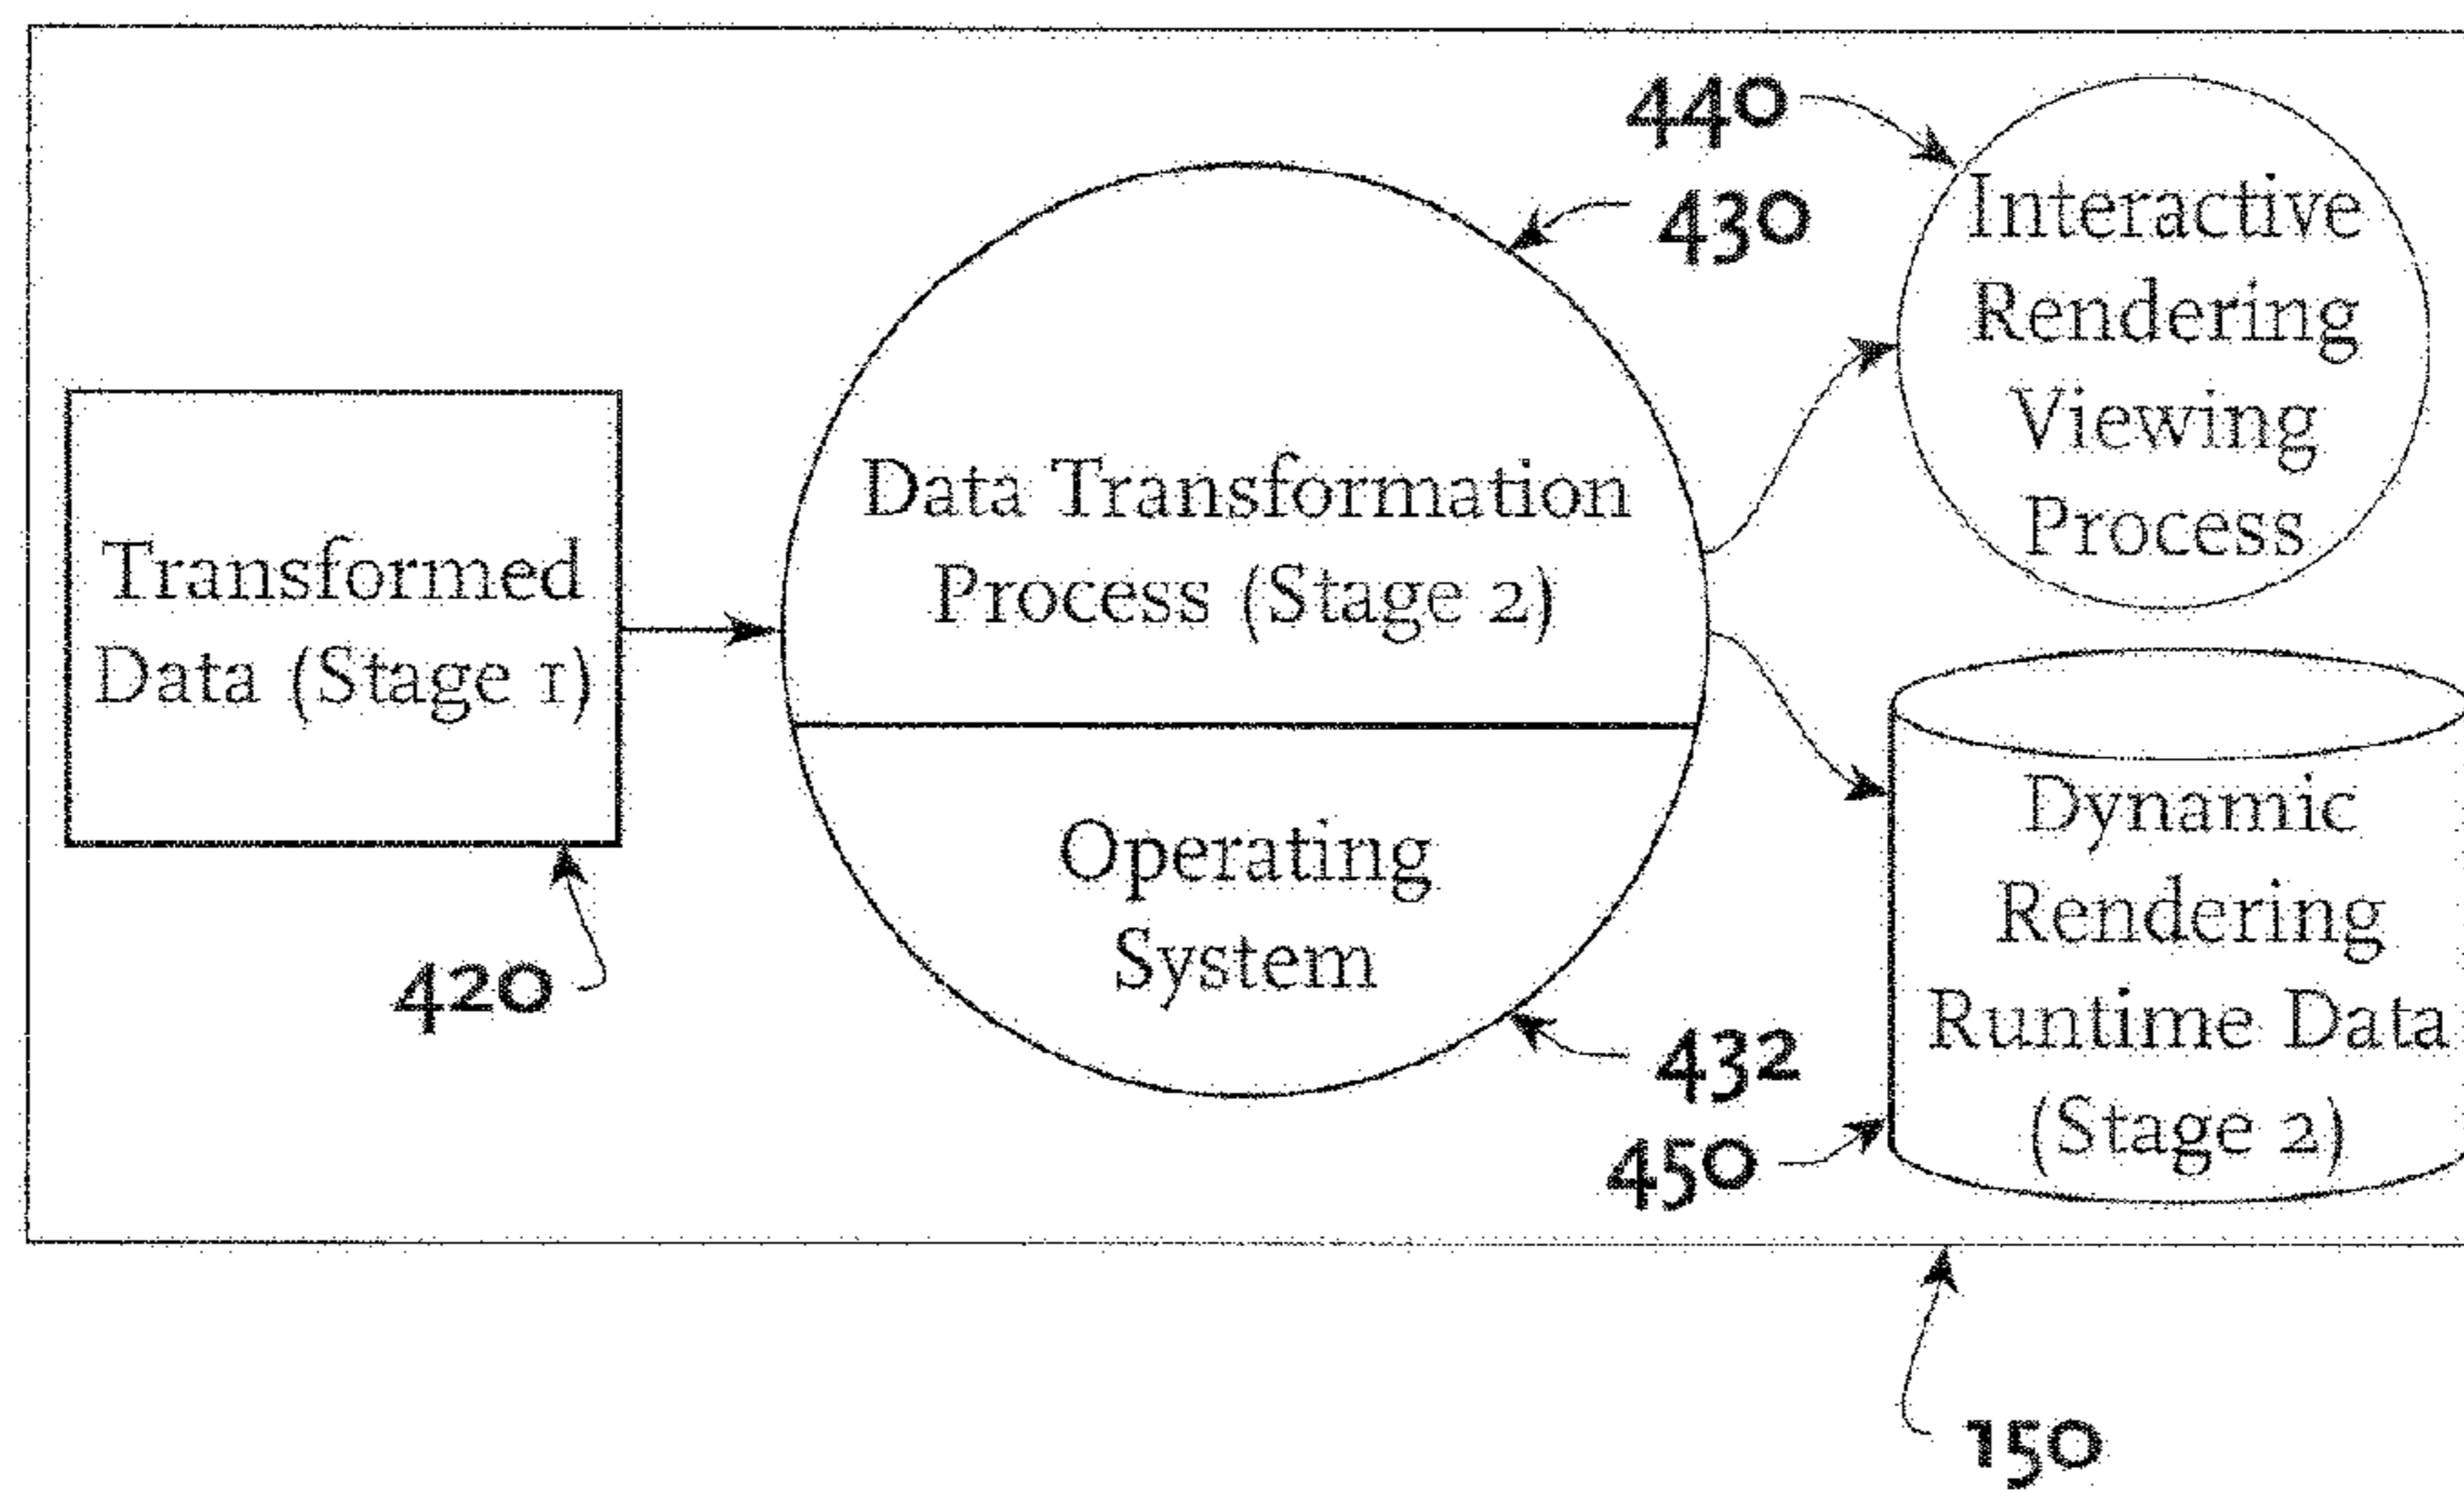 440
430
Interactive
Rendering
Viewing
Process
Data Transformation
Process (Stage 2)
Transformed
Data (Stage 1)
Operating
System
420
432
450
Dynamic
Rendering
Runtime Data
(Stage 2)
150